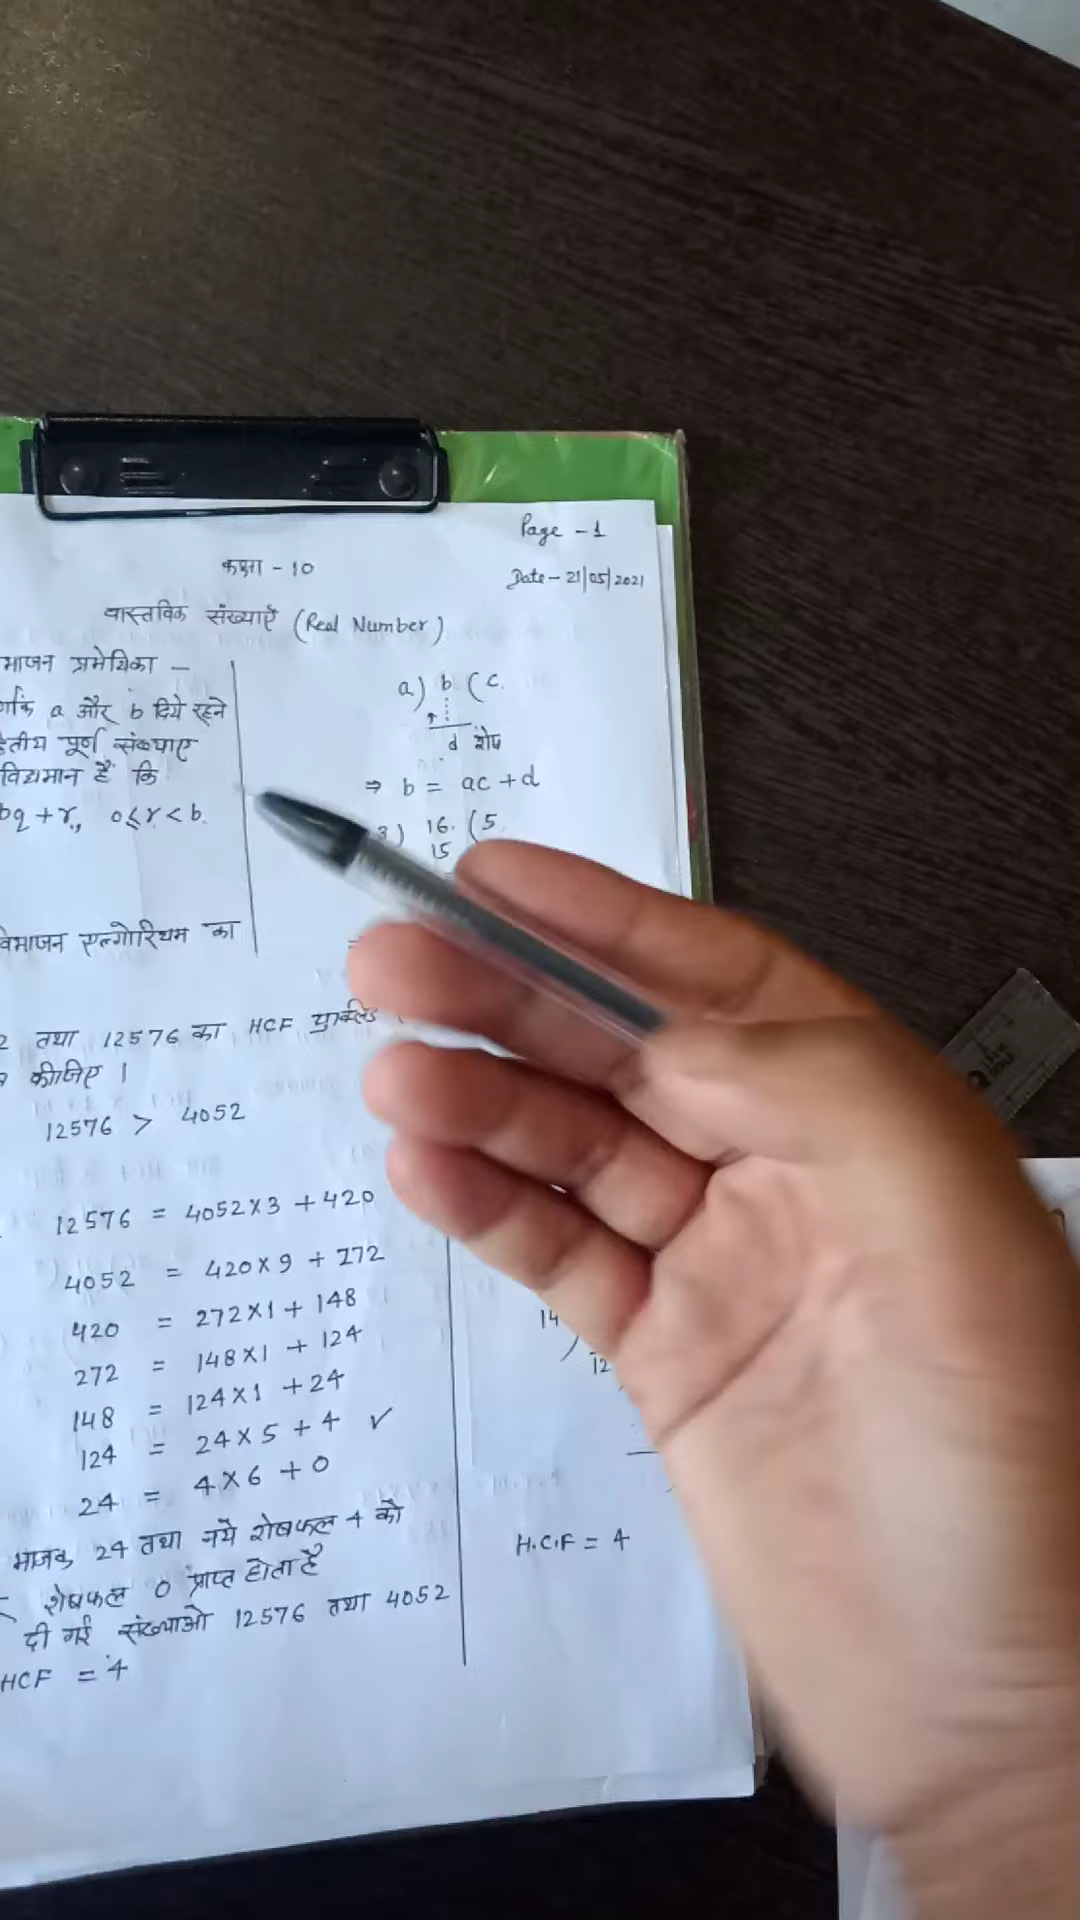 Page - 1
कक्षा - 10
Date - 21/05/2021
वास्तविक संख्याएँ (Real Number)
प्रमेयिका -
a और b दिये रहने
पूर्ण संख्याए
विद्यमान हैं कि
bq + r, 0 ≤ r < b.
a) b ( c.
d शेष
⇒ b = ac + d
3) 16. ( 5.
15
एल्गोरिथम का
2 तथा 12576 का HCF युक्लिड
कीजिए ।
12576 > 4052
12576 = 4052 x 3 + 420
4052 = 420 x 9 + 272
420 = 272 x 1 + 148
272 = 148 x 1 + 124
148 = 124 x 1 + 24
124 = 24 x 5 + 4 ✓
24 = 4 x 6 + 0
14
12
भाजक 24 तथा नये शेषफल 4 को
शेषफल 0 प्राप्त होता है
दी गई संख्याओ 12576 तथा 4052
HCF = 4
H.C.F = 4